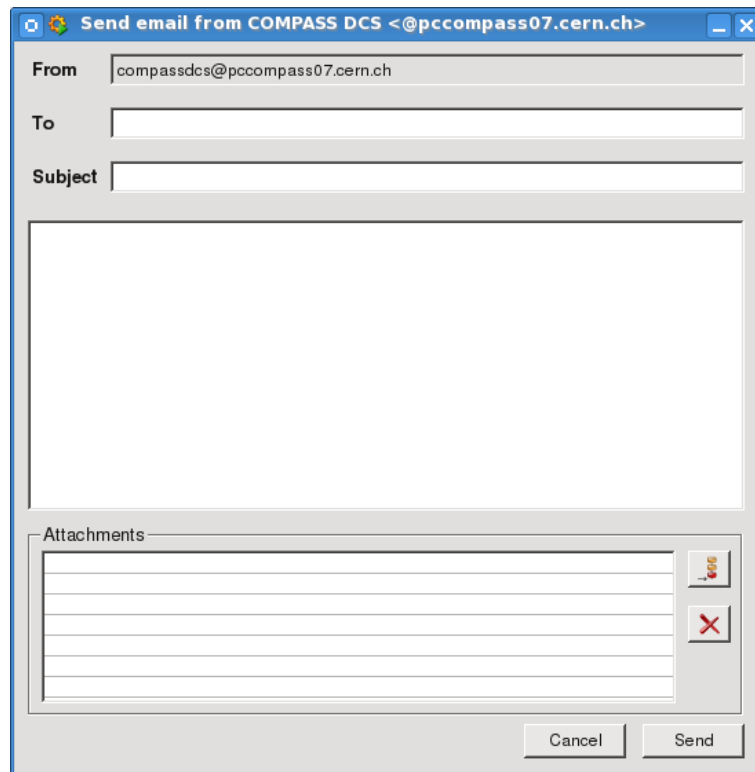 Send email from COMPASS DCS <@pccompass07.cern.ch>
From compassdcs@pccompass07.cern.ch
To
Subject
Attachments
Cancel Send